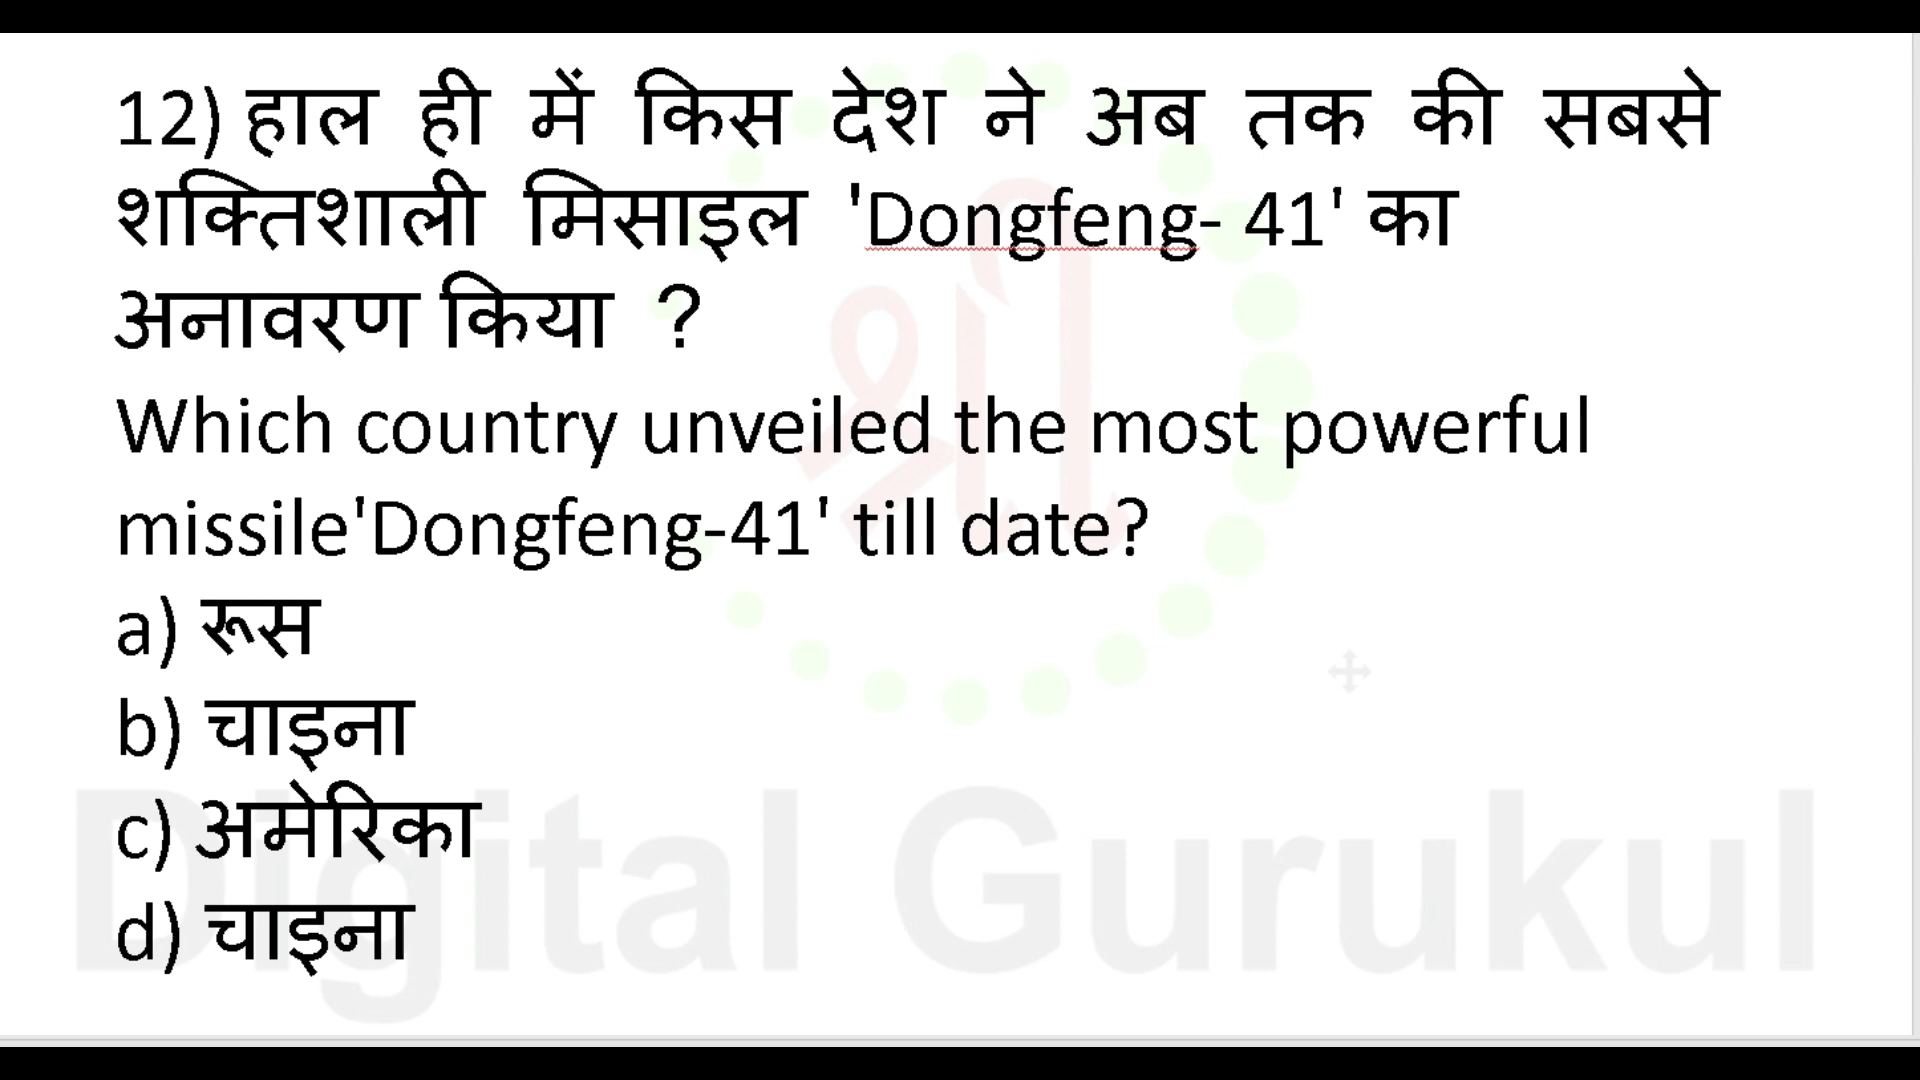 12) हाल ही में किस देश ने अब तक की सबसे
शक्तिशाली मिसाइल 'Dongfeng- 41' का
अनावरण किया ?
Which country unveiled the most powerful
missile'Dongfeng-41' till date?
a) रूस
b) चाइना
c) अमेरिका
d) चाइना
श्री
Digital Gurukul